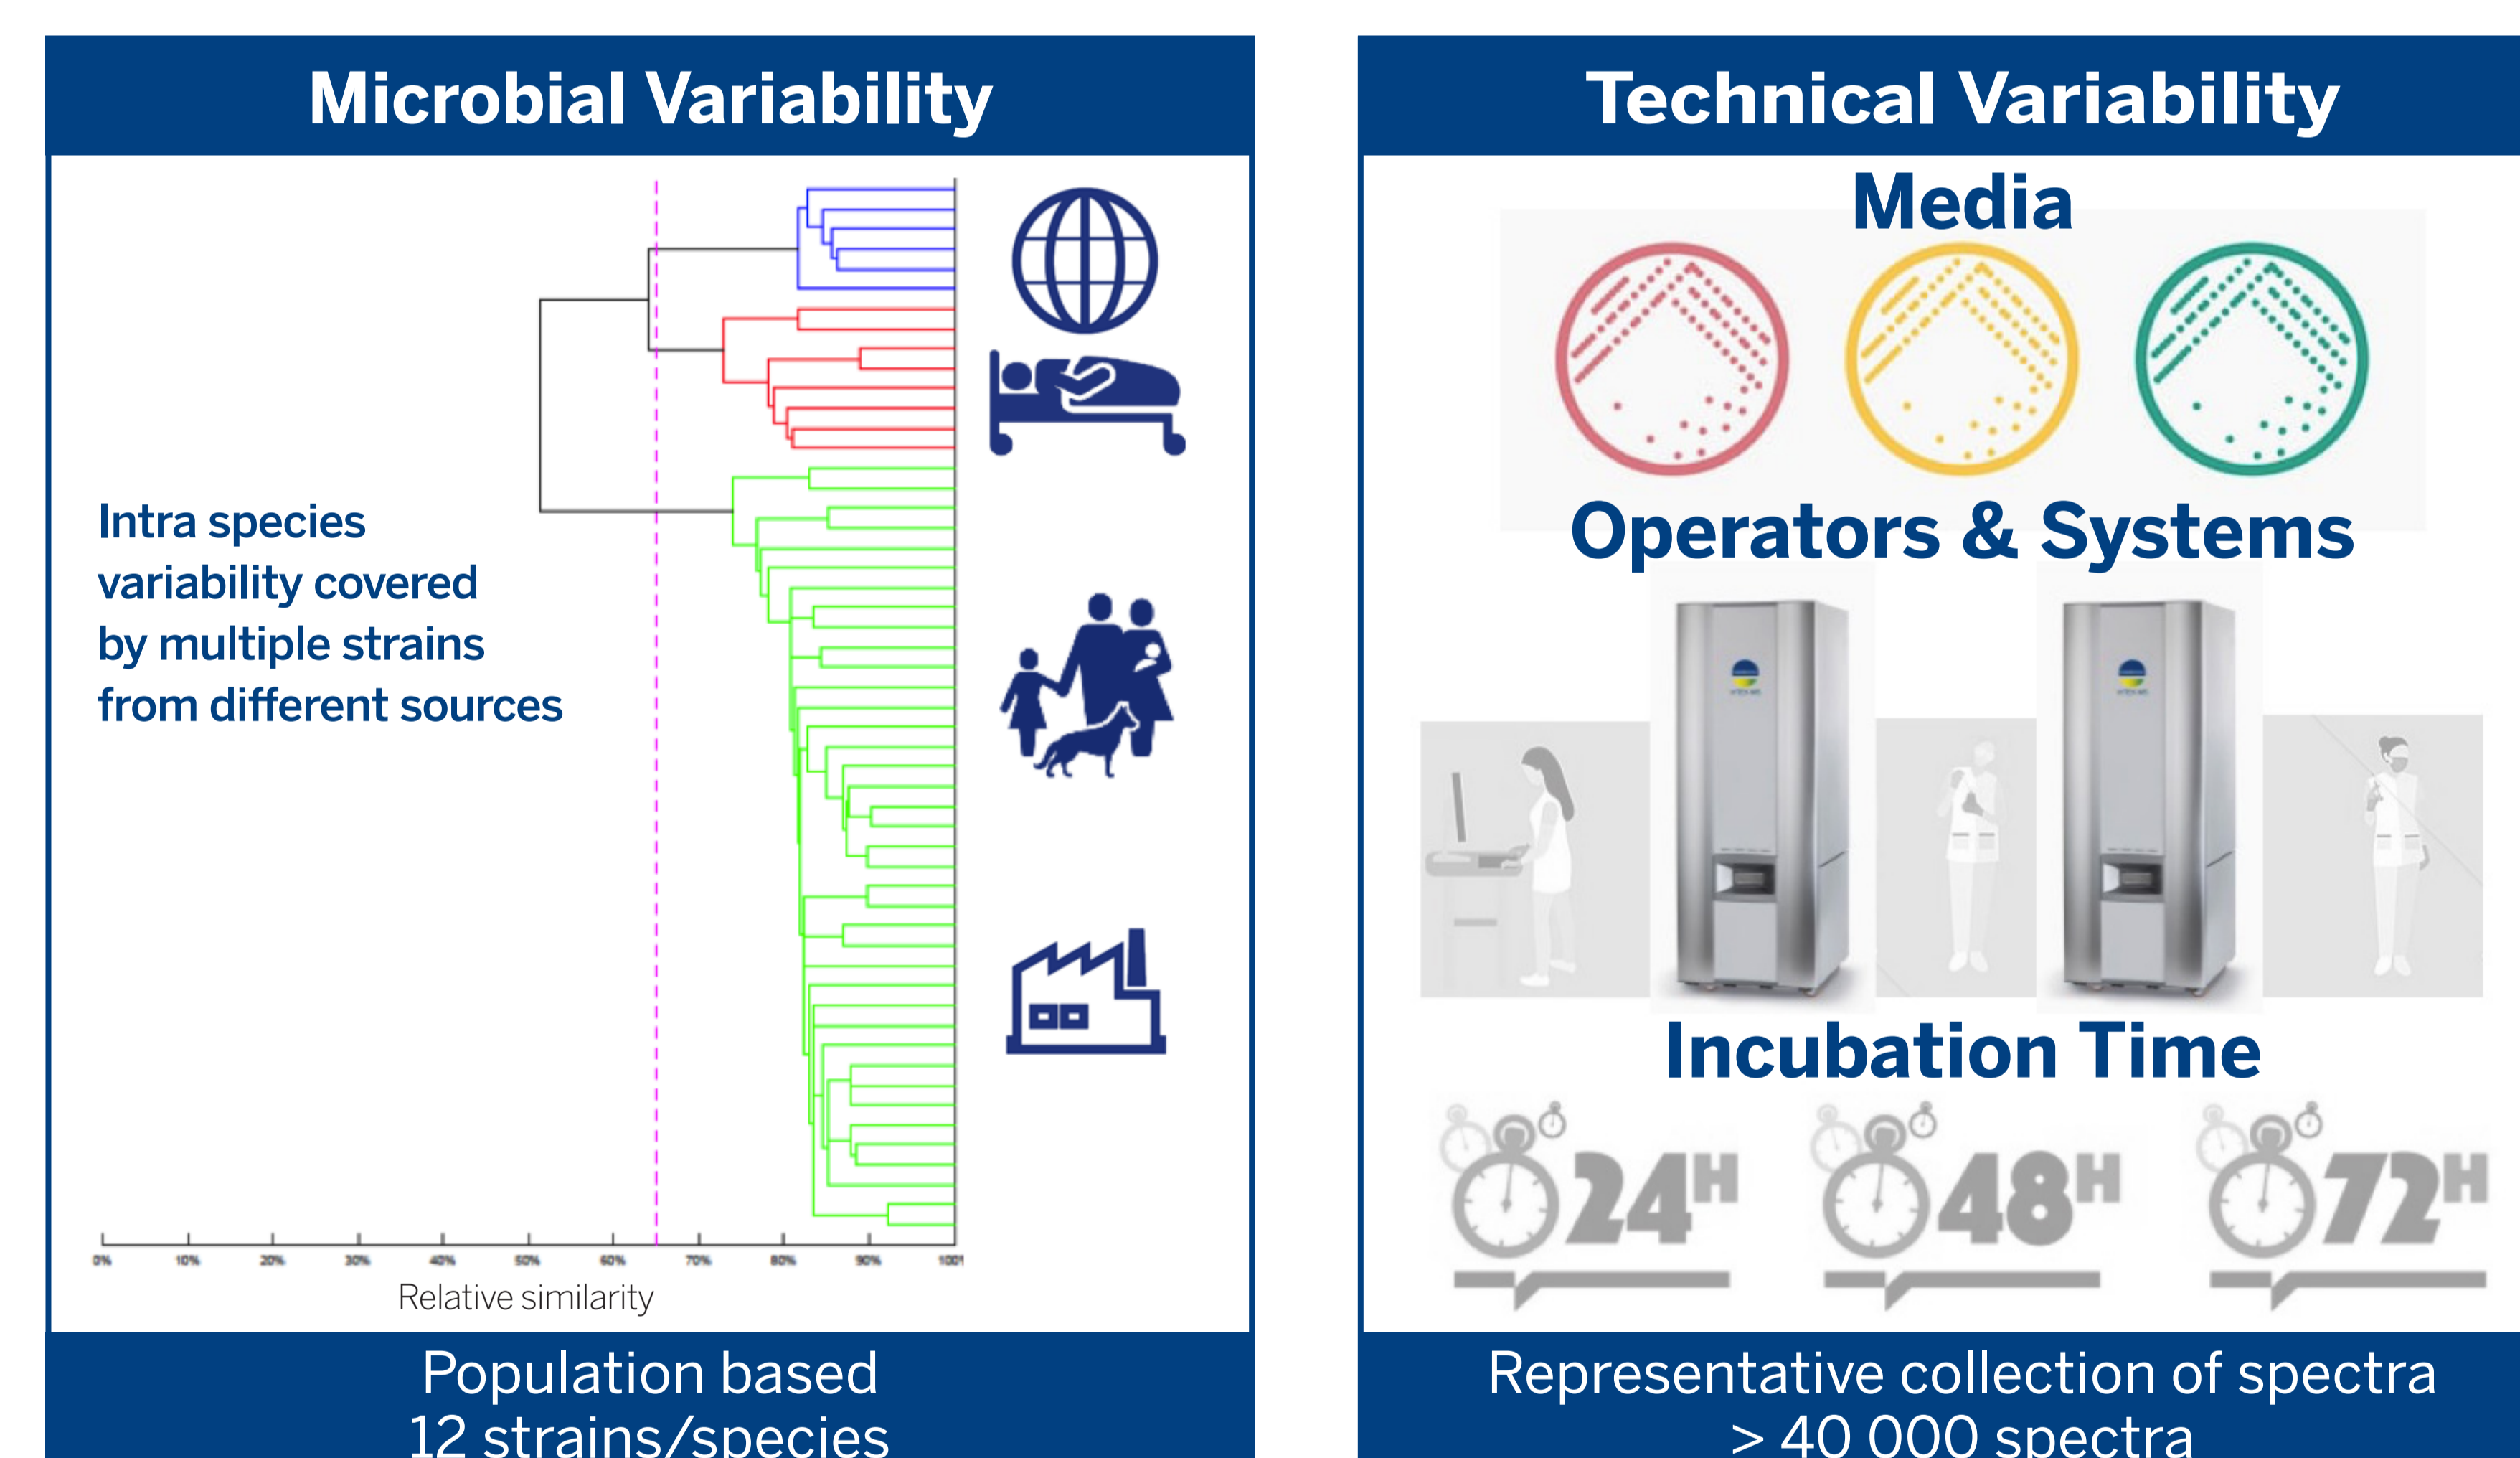 Microbial Variability
Intra species
variability covered
by multiple strains
from different sources
0% 10% 20% 30% 40% 50% 60% 70% 80% 90% 100%
Relative similarity
Population based
12 strains/species
Technical Variability
Media
Operators & Systems
Incubation Time
24H 48H 72H
Representative collection of spectra
> 40 000 spectra